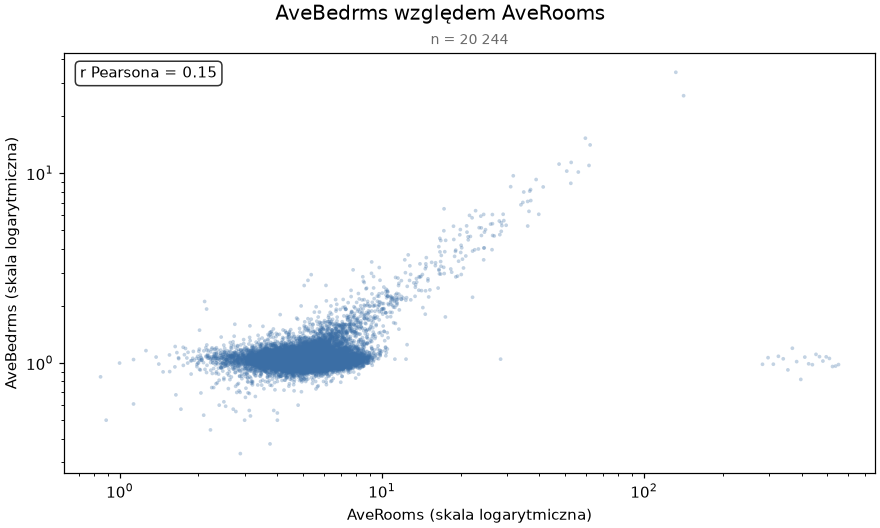 AveBedrms względem AveRooms
n = 20 244
r Pearsona = 0.15
AveBedrms (skala logarytmiczna)
10¹
10⁰
10⁰ 10¹ 10²
AveRooms (skala logarytmiczna)